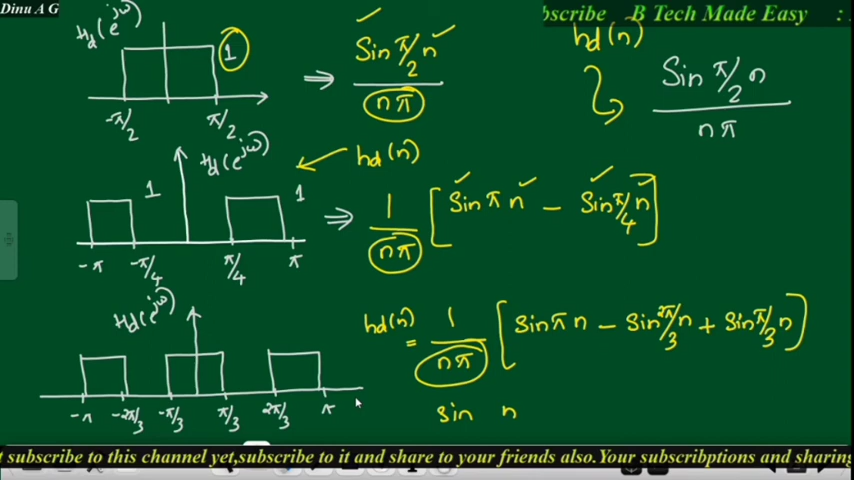 Dinu A G
bscribe B Tech Made Easy :
Hd(e^jω)
1
⇒ Sin π/2 n / nπ
-π/2 π/2
hd(n)
Sin π/2 n / nπ
Hd(e^jω)
hd(n)
1 1
⇒ 1/nπ [Sin π n - Sin π/4 n]
-π -π/4 π/4 π
Hd(e^jω)
hd(n) = 1/nπ [Sin π n - Sin 2π/3 n + Sin π/3 n]
-π -2π/3 -π/3 π/3 2π/3 π
Sin n
t subscribe to this channel yet,subscribe to it and share to your friends also.Your subscribptions and sharing